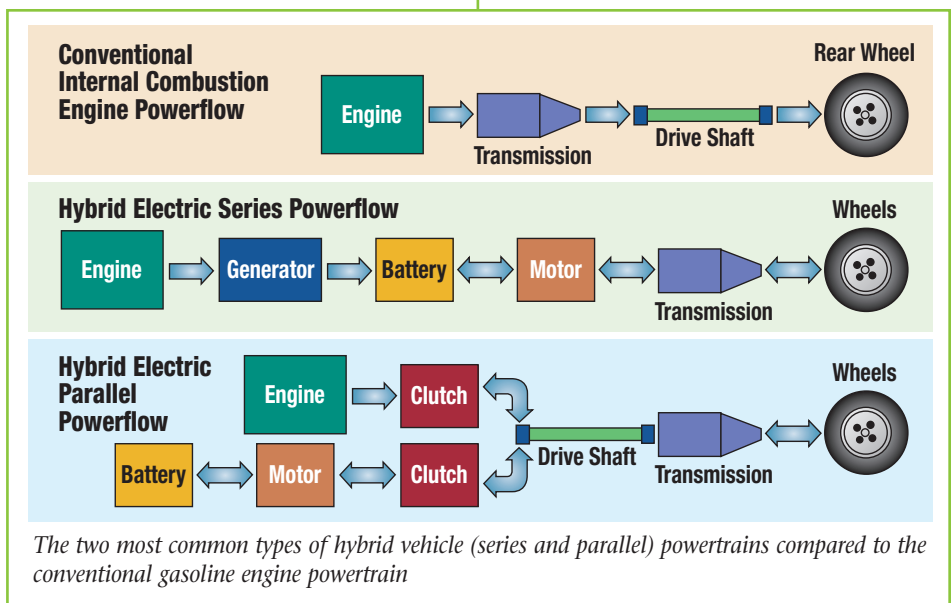 Conventional
Internal Combustion
Engine Powerflow
Engine
Transmission
Drive Shaft
Rear Wheel
Hybrid Electric Series Powerflow
Engine
Generator
Battery
Motor
Transmission
Wheels
Hybrid Electric
Parallel
Powerflow
Engine
Clutch
Battery
Motor
Clutch
Drive Shaft
Transmission
Wheels
The two most common types of hybrid vehicle (series and parallel) powertrains compared to the
conventional gasoline engine powertrain